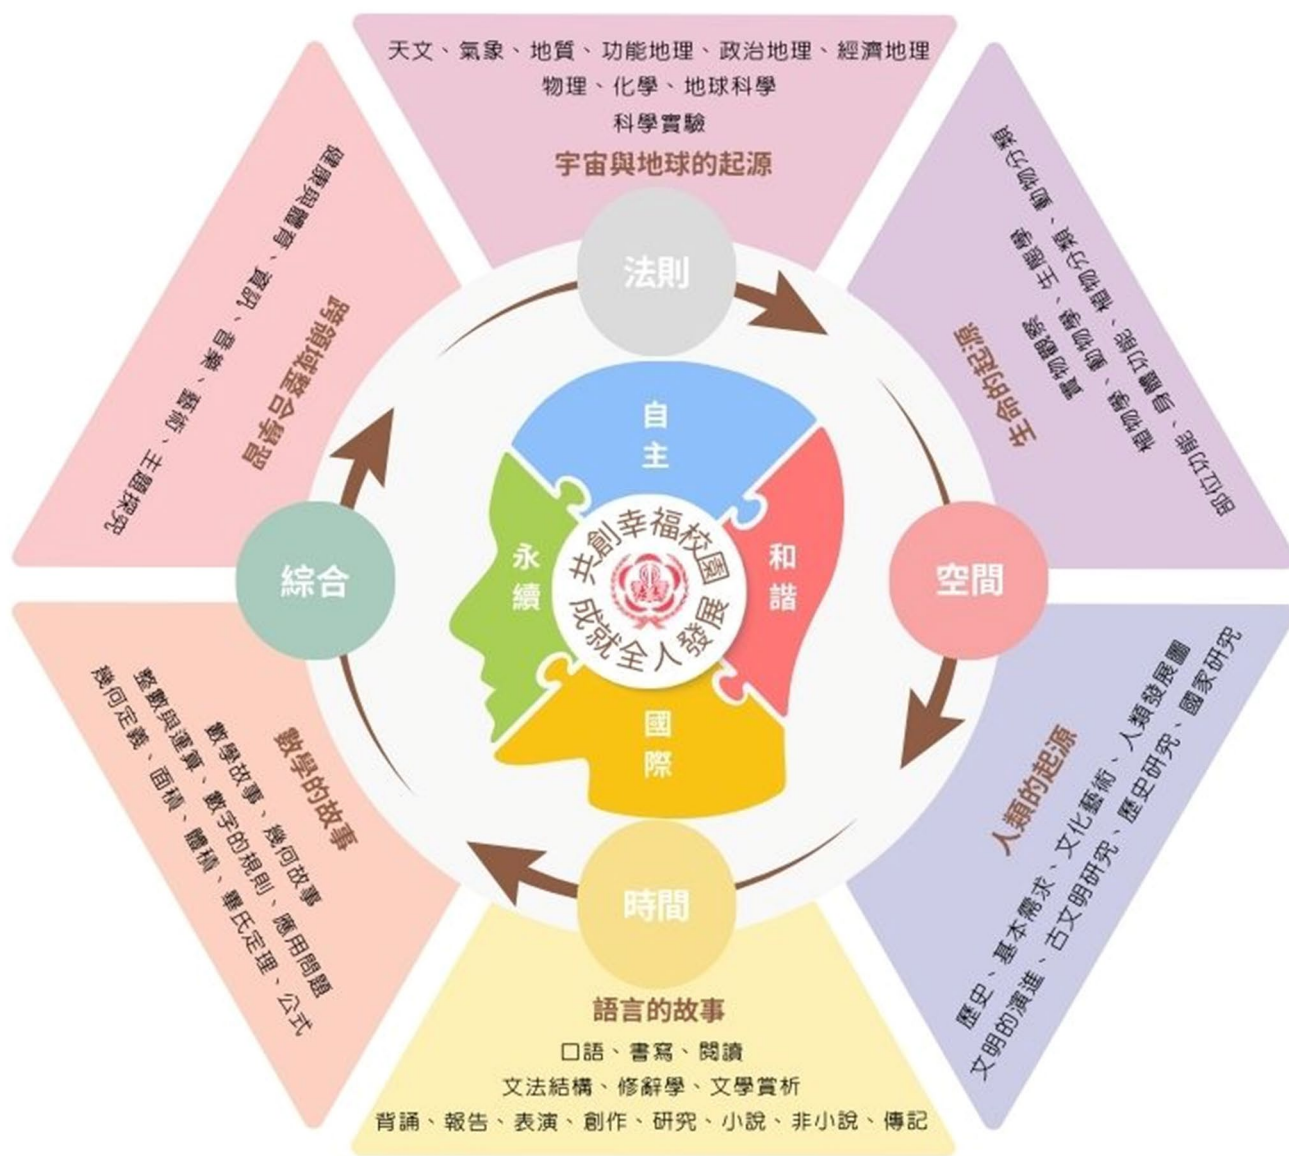 天文、氣象、地質、功能地理、政治地理、經濟地理
物理、化學、地球科學
科學實驗
宇宙與地球的起源
法則
生命的起源
實物觀察
植物學、動物學、生態學
部位功能、身體功能、植物分類、動物分類
空間
人類的起源
歷史、基本需求、文化藝術、人類發展圖
文明的演進、古文明研究、歷史研究、國家研究
時間
語言的故事
口語、書寫、閱讀
文法結構、修辭學、文學賞析
背誦、報告、表演、創作、研究、小說、非小說、傳記
數學的故事
數學故事、幾何故事
整數與運算、數字的規則、應用問題
幾何定義、面積、體積、畢氏定理、公式
綜合
跨領域整合學習
健康與體育、資訊、音樂、藝術、主題探究
自主
和諧
國際
永續
共創幸福校園
成就全人發展